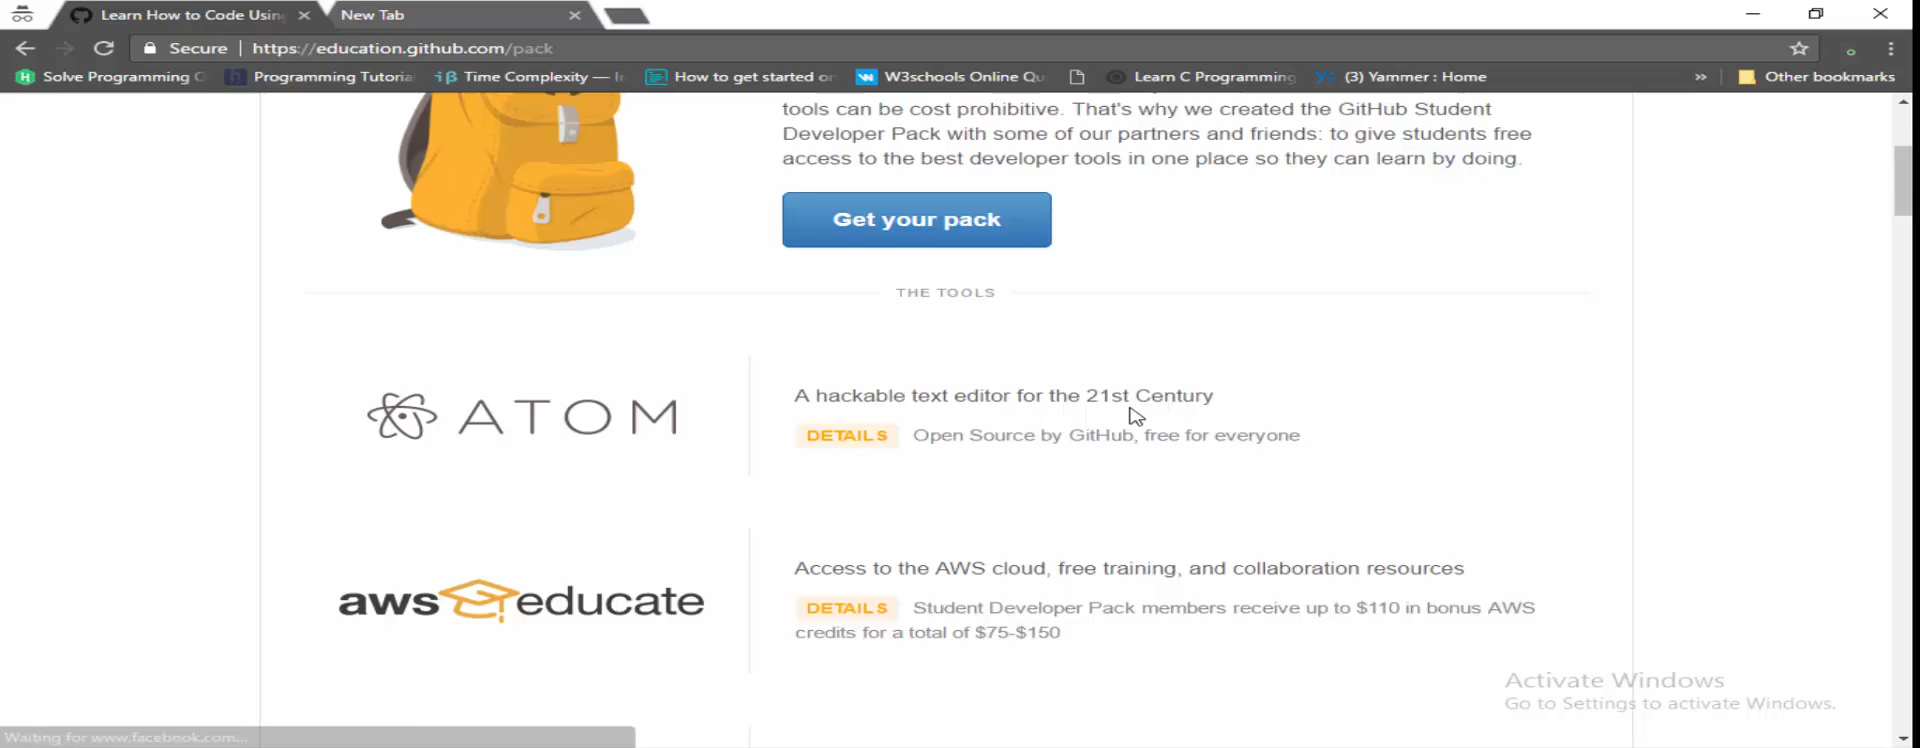 Learn How to Code Usin
New Tab
Secure
https://education.github.com/pack
Solve Programming
Programming Tutoria
Time Complexity —
How to get started
W3schools Online Qu
Learn C Programming
(3) Yammer : Home
»
Other bookmarks
tools can be cost prohibitive. That's why we created the GitHub Student
Developer Pack with some of our partners and friends: to give students free
access to the best developer tools in one place so they can learn by doing.
Get your pack
THE TOOLS
ATOM
A hackable text editor for the 21st Century
DETAILS Open Source by GitHub, free for everyone
aws educate
Access to the AWS cloud, free training, and collaboration resources
DETAILS Student Developer Pack members receive up to $110 in bonus AWS
credits for a total of $75-$150
Activate Windows
Go to Settings to activate Windows.
Waiting for www.facebook.com...